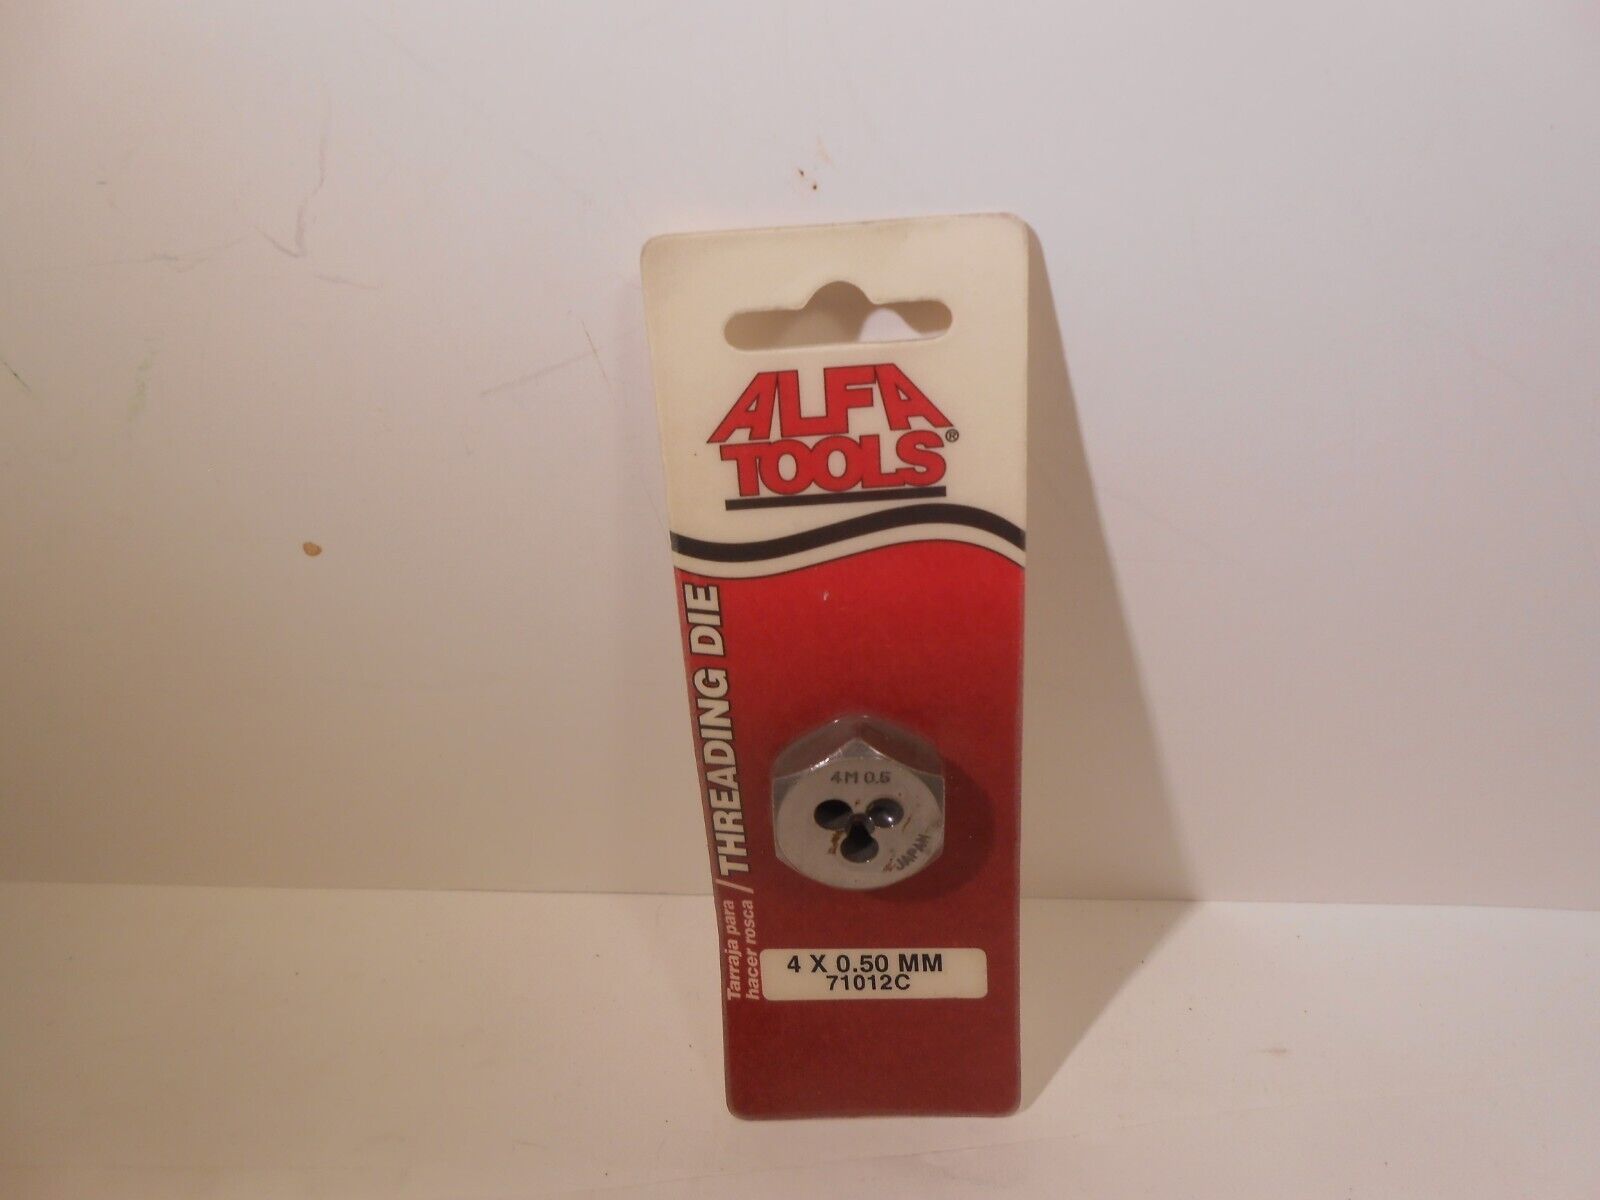 ALFA
TOOLS®
THREADING DIE
/
Tarraja para
hacer rosca
4M 0.5
JAPAN
4 X 0.50 MM
71012C